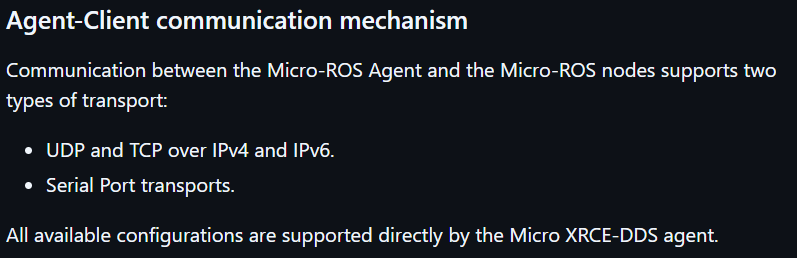 Agent-Client communication mechanism
Communication between the Micro-ROS Agent and the Micro-ROS nodes supports two
types of transport:
• UDP and TCP over IPv4 and IPv6.
• Serial Port transports.
All available configurations are supported directly by the Micro XRCE-DDS agent.